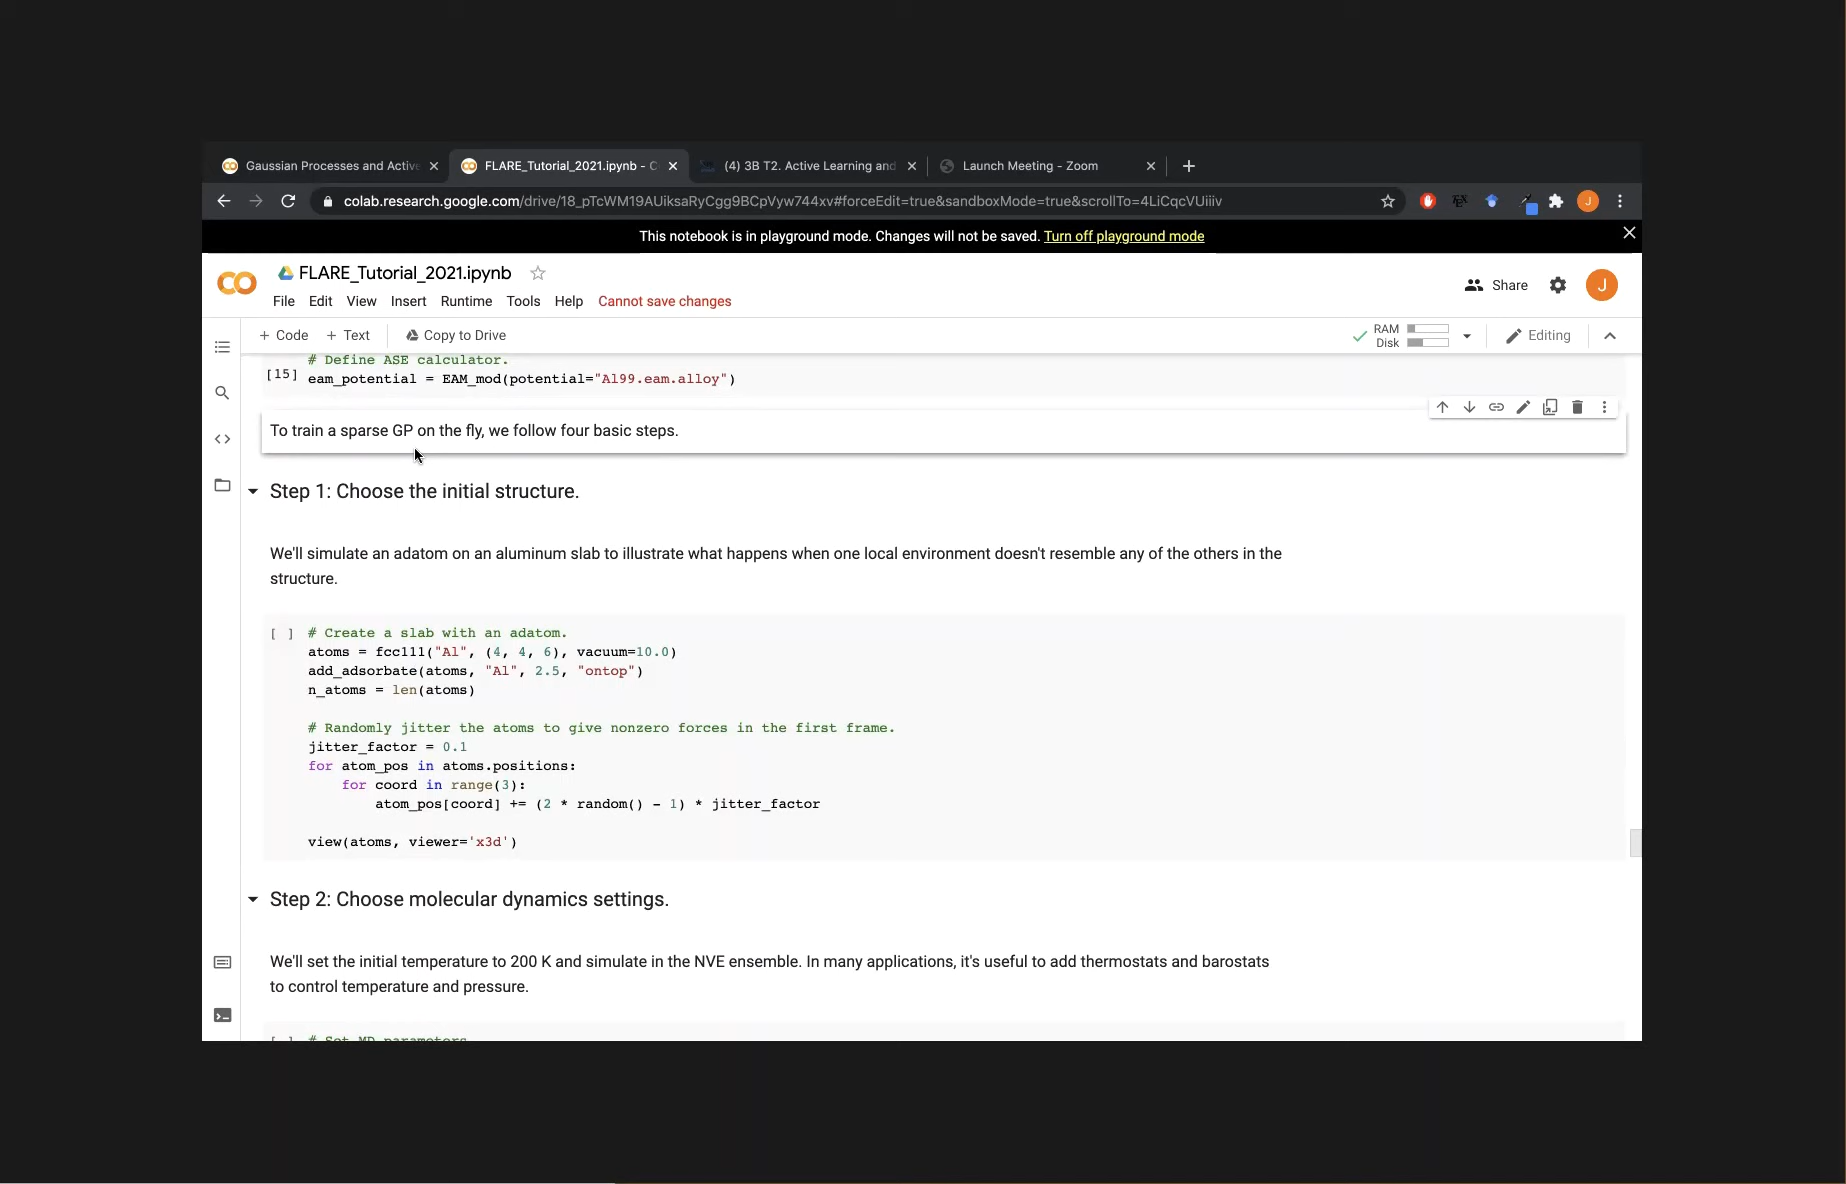 Gaussian Processes and Active
FLARE_Tutorial_2021.ipynb - C
(4) 3B T2. Active Learning and
Launch Meeting - Zoom
colab.research.google.com/drive/18_pTcWM19AUiksaRyCgg9BCpVyw744xv#forceEdit=true&sandboxMode=true&scrollTo=4LiCqcVUiiiv
J
This notebook is in playground mode. Changes will not be saved. Turn off playground mode
FLARE_Tutorial_2021.ipynb
File Edit View Insert Runtime Tools Help Cannot save changes
Share
J
+ Code + Text Copy to Drive
RAM
Disk
Editing
# Define ASE calculator.
[15] eam_potential = EAM_mod(potential="Al99.eam.alloy")
To train a sparse GP on the fly, we follow four basic steps.
Step 1: Choose the initial structure.
We'll simulate an adatom on an aluminum slab to illustrate what happens when one local environment doesn't resemble any of the others in the
structure.
[ ] # Create a slab with an adatom.
atoms = fcc111("Al", (4, 4, 6), vacuum=10.0)
add_adsorbate(atoms, "Al", 2.5, "ontop")
n_atoms = len(atoms)
# Randomly jitter the atoms to give nonzero forces in the first frame.
jitter_factor = 0.1
for atom_pos in atoms.positions:
for coord in range(3):
atom_pos[coord] += (2 * random() - 1) * jitter_factor
view(atoms, viewer='x3d')
Step 2: Choose molecular dynamics settings.
We'll set the initial temperature to 200 K and simulate in the NVE ensemble. In many applications, it's useful to add thermostats and barostats
to control temperature and pressure.
[ ] # Set MD parameters